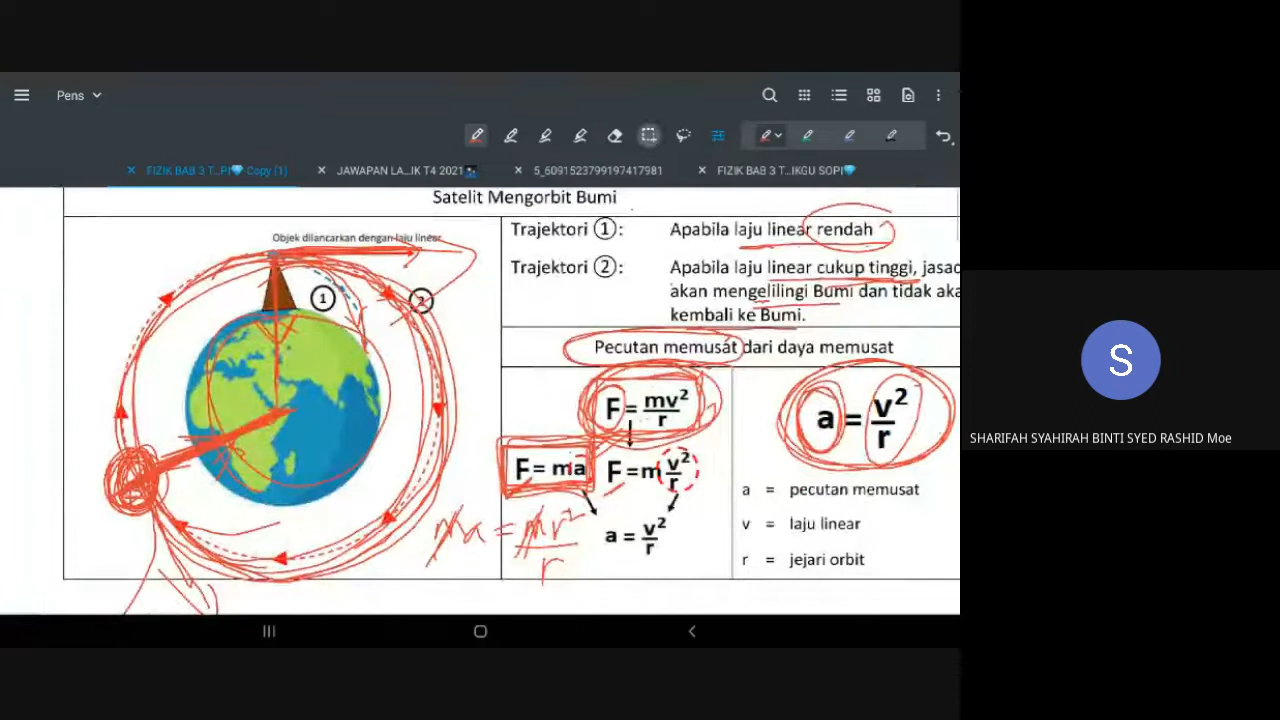 Pens
FIZIK BAB 3 T...PI💎 Copy (1)
JAWAPAN LA...IK T4 2021
5_6091523799197417981
FIZIK BAB 3 T...IKGU SOPI💎
Satelit Mengorbit Bumi
Objek dilancarkan dengan laju linear
1
2
Trajektori 1 : Apabila laju linear rendah
Trajektori 2 : Apabila laju linear cukup tinggi, jasad
akan mengelilingi Bumi dan tidak aka
kembali ke Bumi.
Pecutan memusat dari daya memusat
F = mv²/r
F = ma F = m v²/r
a = v²/r
ma = mv²/r
a = v²/r
a = pecutan memusat
v = laju linear
r = jejari orbit
S
SHARIFAH SYAHIRAH BINTI SYED RASHID Moe